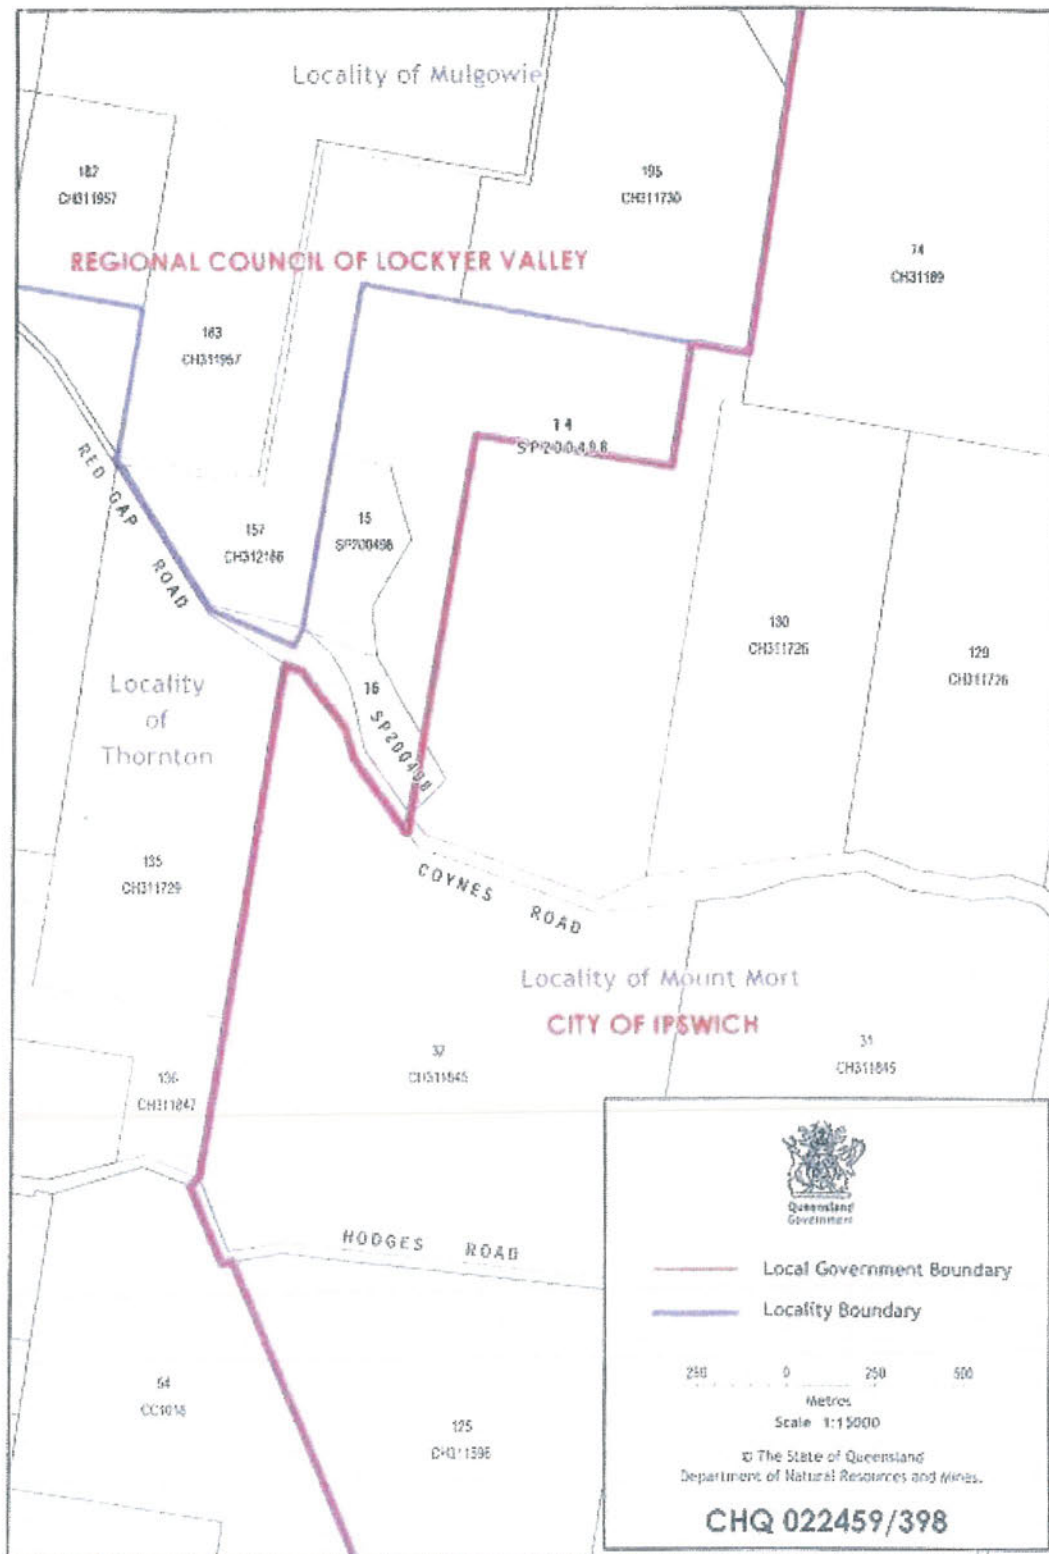 Locality of Mulgowie
182
CH311957
195
CH311730
REGIONAL COUNCIL OF LOCKYER VALLEY
74
CH31189
183
CH311957
14
SP200498
RED GAP ROAD
157
CH312186
15
SP200498
130
CH311726
129
CH311726
Locality
of
Thornton
16
SP200498
135
CH311729
COYNES ROAD
Locality of Mount Mort
CITY OF IPSWICH
32
CH311845
31
CH311845
136
CH311847
HODGES ROAD
Queensland
Government
Local Government Boundary
Locality Boundary
250 0 250 500
Metres
Scale 1:15000
54
125
© The State of Queensland
Department of Natural Resources and Mines.
CHQ 022459/398